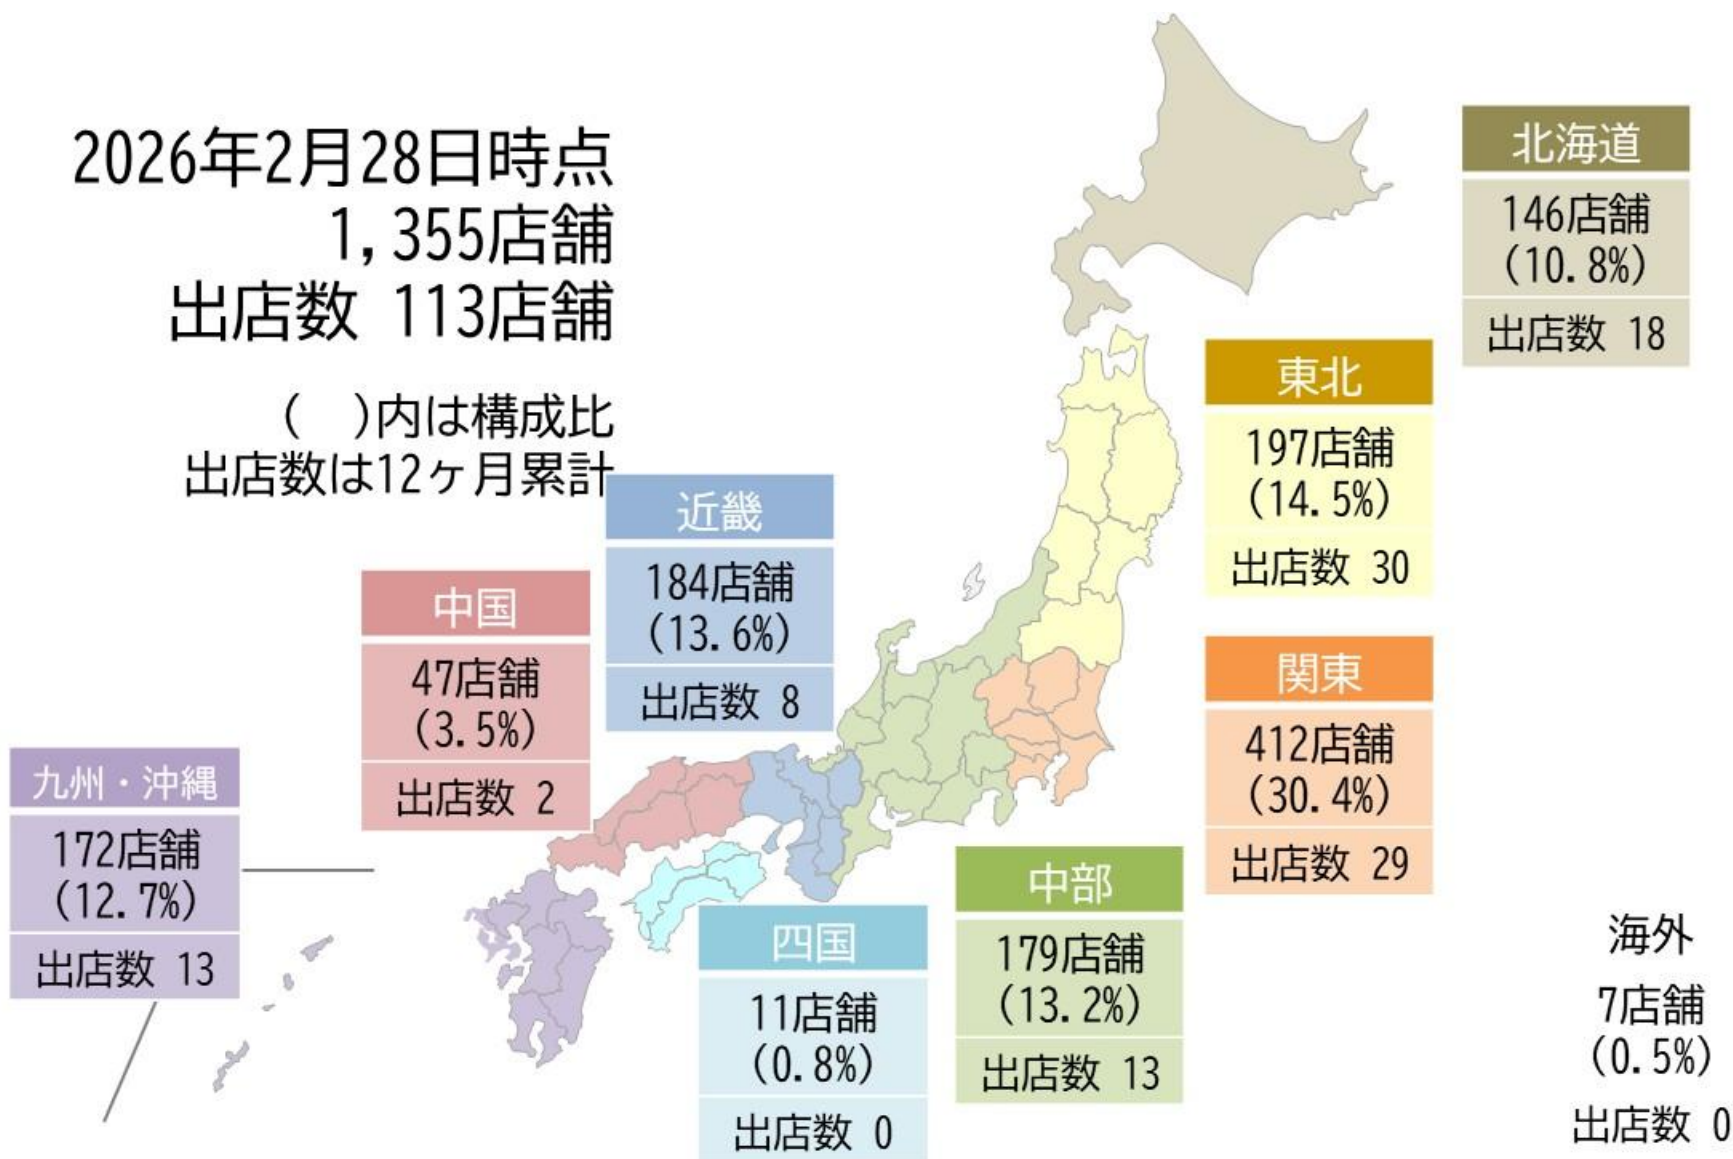 2026年2月28日時点
1,355店舗
出店数 113店舗
(　)内は構成比
出店数は12ヶ月累計
北海道
146店舗
(10.8%)
出店数 18
東北
197店舗
(14.5%)
出店数 30
関東
412店舗
(30.4%)
出店数 29
中部
179店舗
(13.2%)
出店数 13
近畿
184店舗
(13.6%)
出店数 8
中国
47店舗
(3.5%)
出店数 2
四国
11店舗
(0.8%)
出店数 0
九州・沖縄
172店舗
(12.7%)
出店数 13
海外
7店舗
(0.5%)
出店数 0